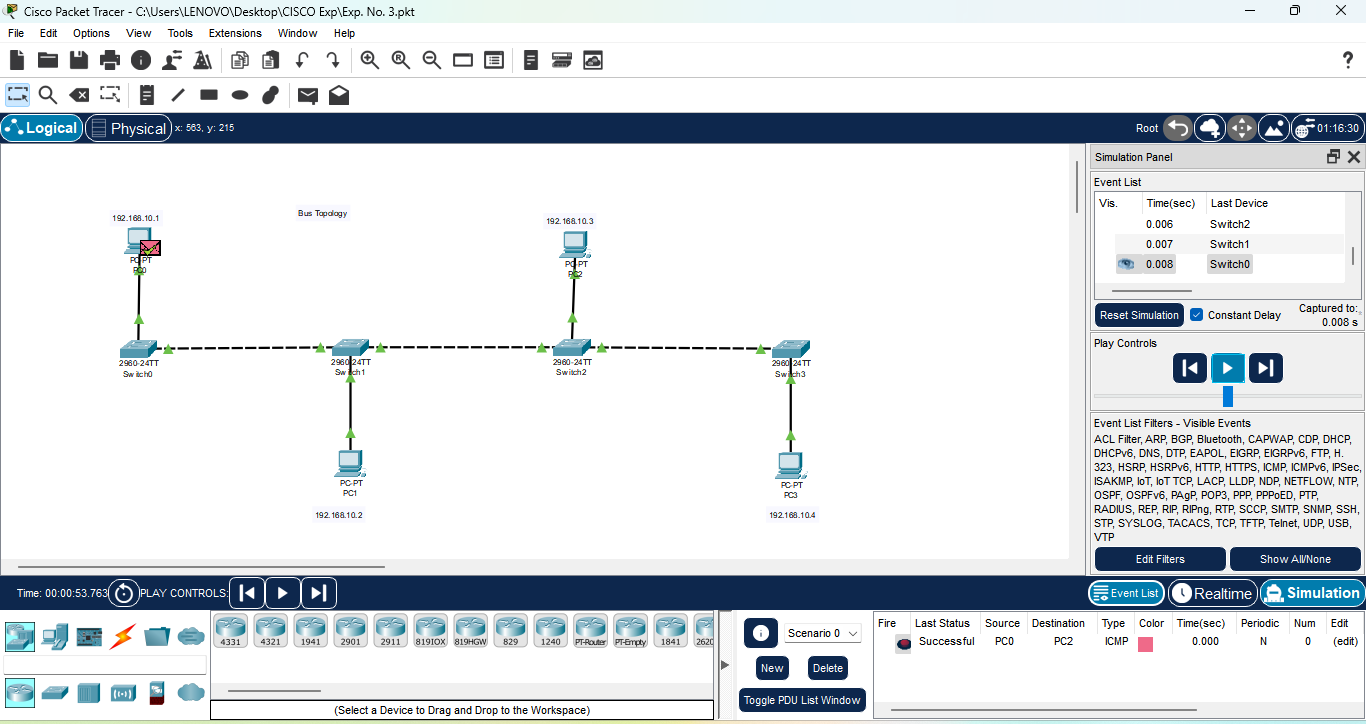 Cisco Packet Tracer - C:\Users\LENOVO\Desktop\CISCO Exp\Exp. No. 3.pkt
File Edit Options View Tools Extensions Window Help
Logical Physical x: 563, y: 215 Root 01:16:30
192.168.10.1
PC-PT
PC0
Bus Topology
192.168.10.3
PC-PT
PC2
2960-24TT
Switch0
2960-24TT
Switch1
2960-24TT
Switch2
2960-24TT
Switch3
PC-PT
PC1
192.168.10.2
PC-PT
PC3
192.168.10.4
Simulation Panel
Event List
Vis. Time(sec) Last Device
0.006 Switch2
0.007 Switch1
0.008 Switch0
Reset Simulation Constant Delay Captured to:
0.008 s
Play Controls
Event List Filters - Visible Events
ACL Filter, ARP, BGP, Bluetooth, CAPWAP, CDP, DHCP,
DHCPv6, DNS, DTP, EAPOL, EIGRP, EIGRPv6, FTP, H.
323, HSRP, HSRPv6, HTTP, HTTPS, ICMP, ICMPv6, IPSec,
ISAKMP, IoT, IoT TCP, LACP, LLDP, NDP, NETFLOW, NTP,
OSPF, OSPFv6, PAgP, POP3, PPP, PPPoED, PTP,
RADIUS, REP, RIP, RIPng, RTP, SCCP, SMTP, SNMP, SSH,
STP, SYSLOG, TACACS, TCP, TFTP, Telnet, UDP, USB,
VTP
Edit Filters Show All/None
Time: 00:00:53.763 PLAY CONTROLS: Event List Realtime Simulation
4331 4321 1941 2901 2911 819IOX 819HGW 829 1240 PT-Router PT-Empty 1841 2620
(Select a Device to Drag and Drop to the Workspace)
Scenario 0
New Delete
Toggle PDU List Window
Fire Last Status Source Destination Type Color Time(sec) Periodic Num Edit
Successful PC0 PC2 ICMP 0.000 N 0 (edit)